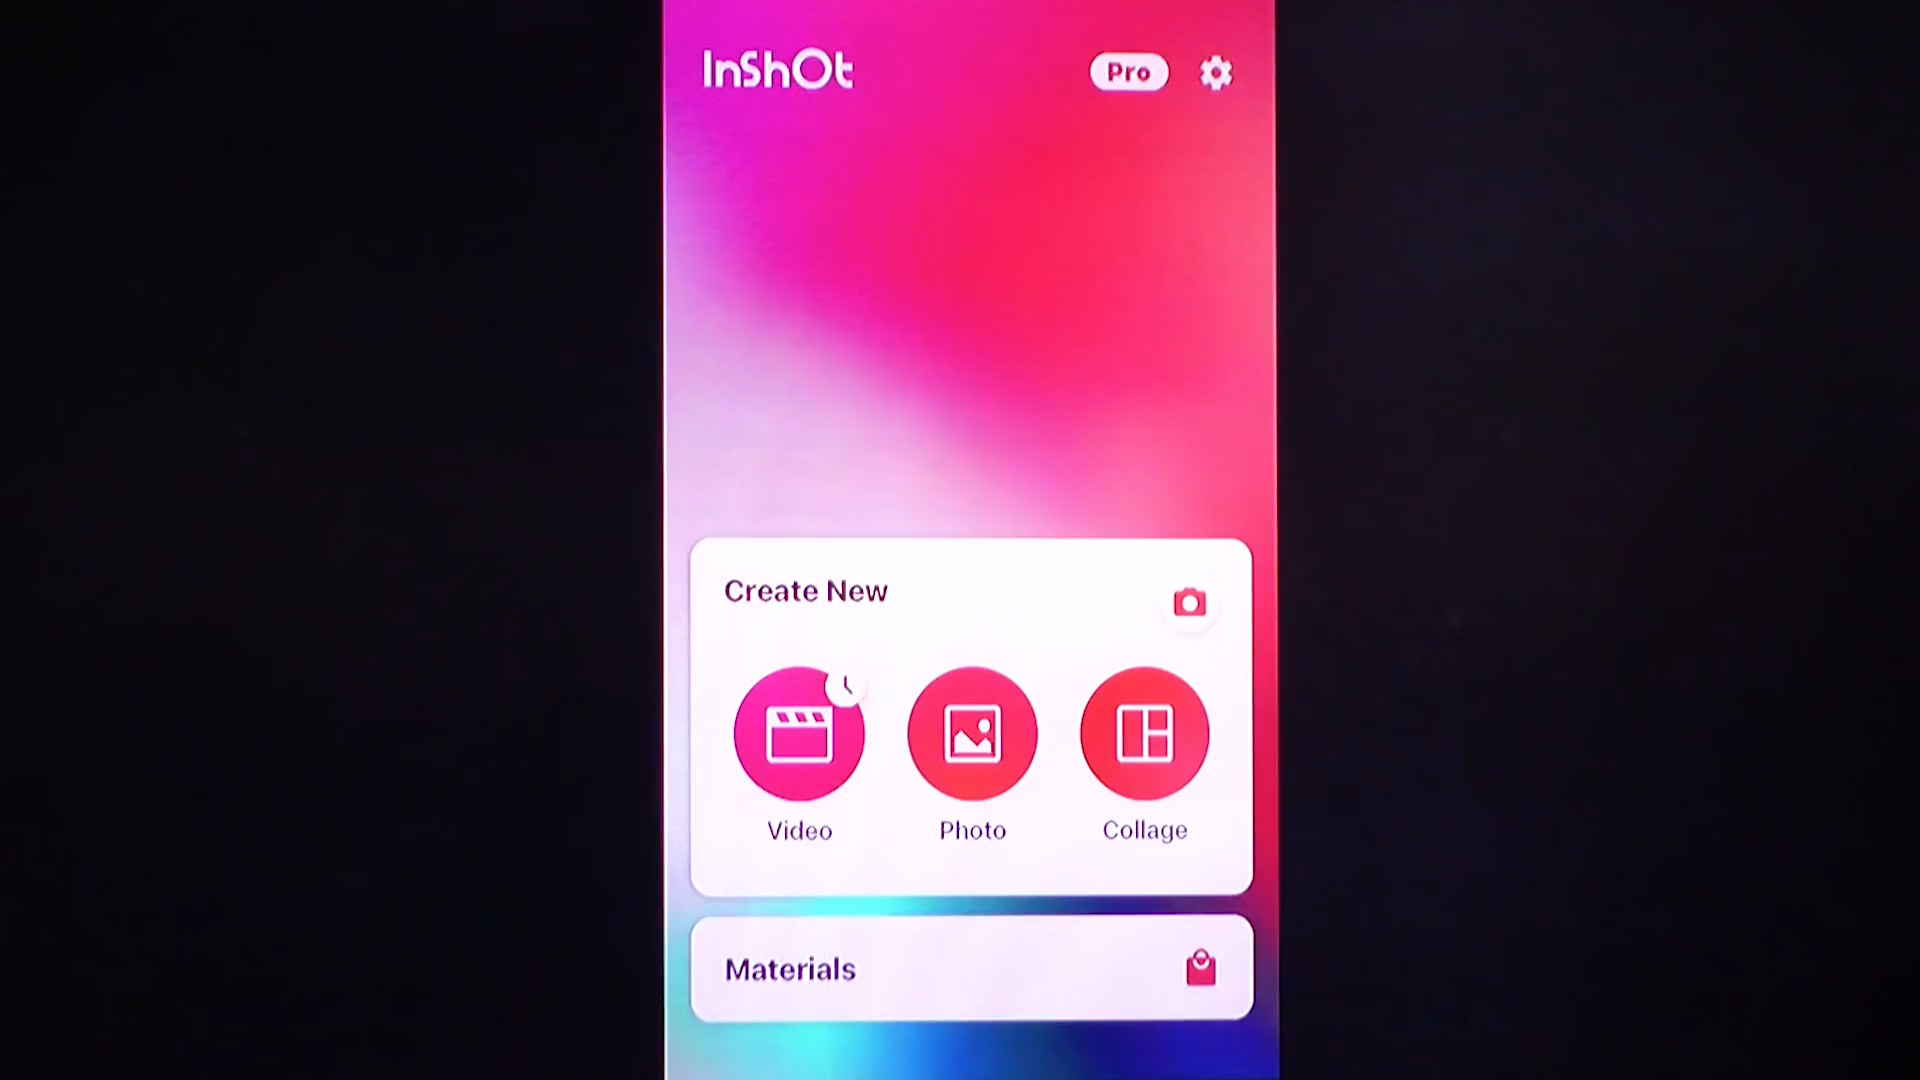 InShOt
Pro
Create New
Video
Photo
Collage
Materials